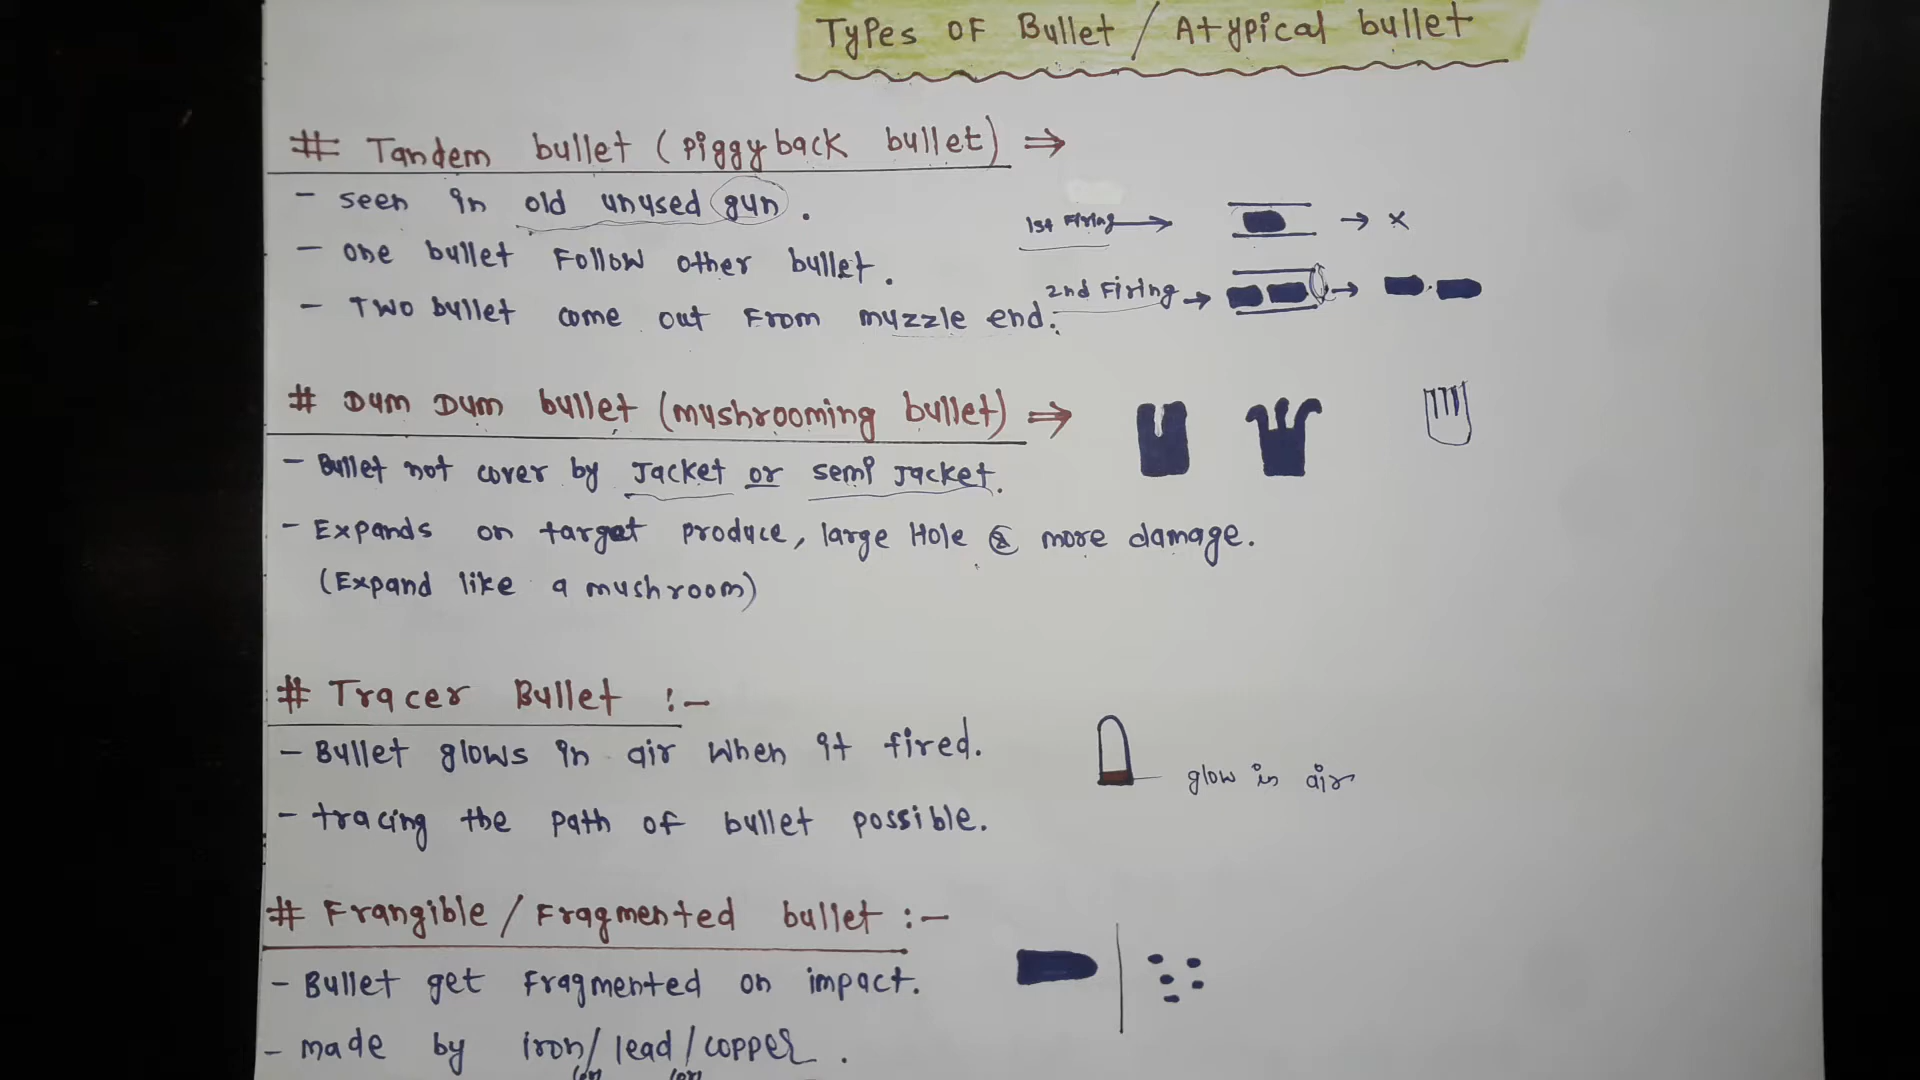 Types OF Bullet / Atypical bullet
# Tandem bullet (Piggyback bullet) ⇒
- seen in old unused gun.
1st Firing → → x
- one bullet Follow other bullet.
2nd Firing → →
- Two bullet come out From muzzle end.
# Dum Dum bullet (mushrooming bullet) ⇒
- Bullet not cover by Jacket or semi Jacket.
- Expands on target produce, large Hole & more damage.
(Expand like a mushroom)
# Tracer Bullet :-
- Bullet glows in air when it fired.
glow in air
- tracing the path of bullet possible.
# Frangible / Fragmented bullet :-
- Bullet get Fragmented on impact.
- made by iron/ lead / copper.